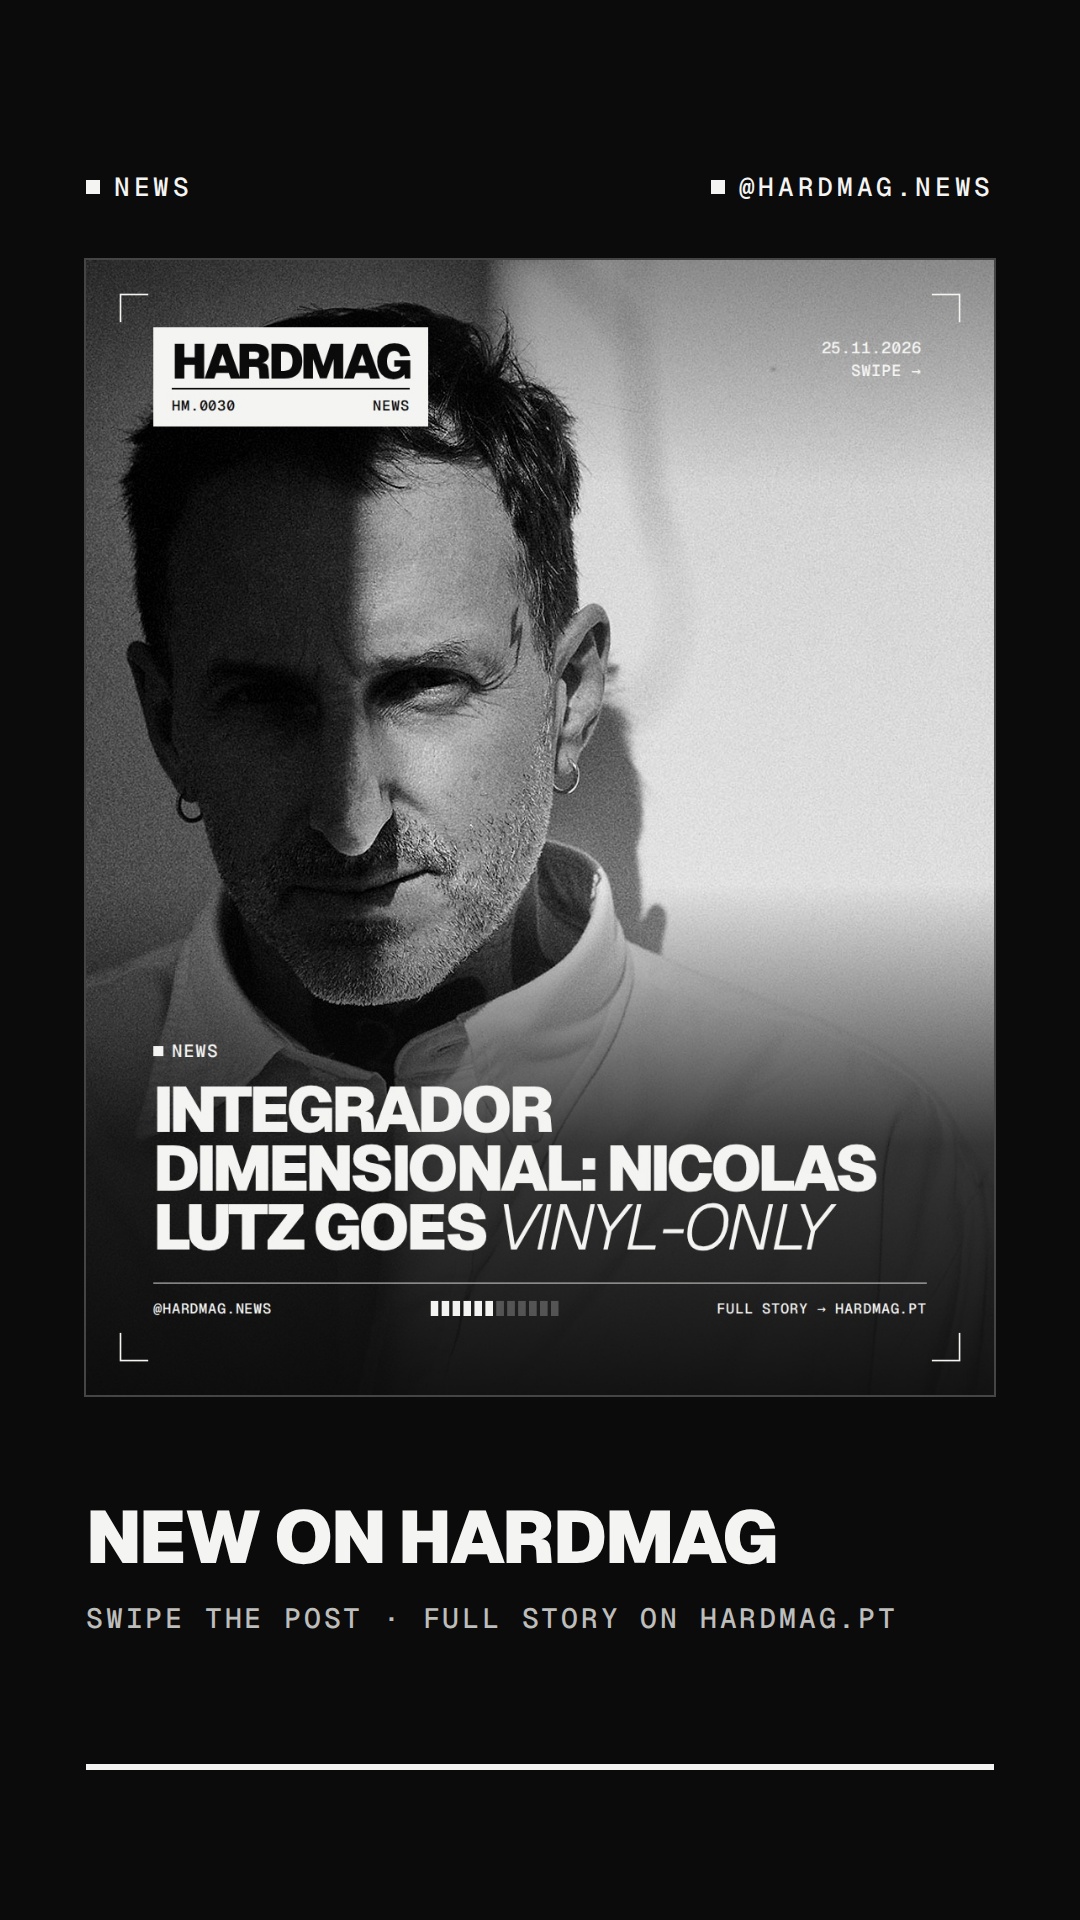 NEWS
@HARDMAG.NEWS
HARDMAG
HM.0030 NEWS
25.11.2026
SWIPE →
NEWS
INTEGRADOR
DIMENSIONAL: NICOLAS
LUTZ GOES VINYL-ONLY
@HARDMAG.NEWS
FULL STORY → HARDMAG.PT
NEW ON HARDMAG
SWIPE THE POST · FULL STORY ON HARDMAG.PT